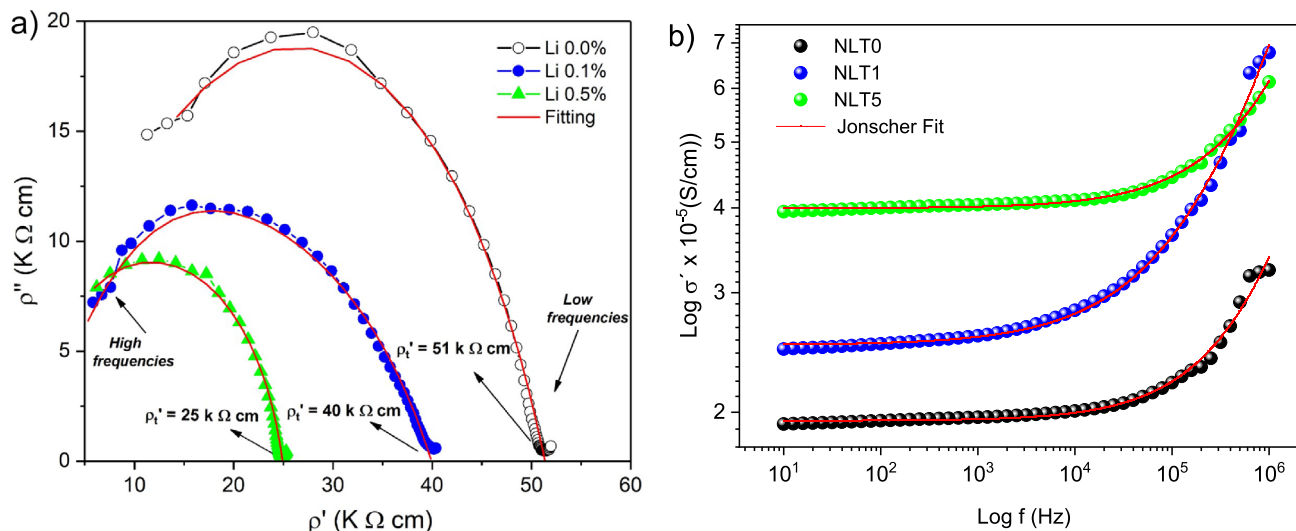 a)
20
15
10
5
0
ρ'' (K Ω cm)
Li 0.0%
Li 0.1%
Li 0.5%
Fitting
High
frequencies
Low
frequencies
ρt' = 51 k Ω cm
ρt' = 25 k Ω cm
ρt' = 40 k Ω cm
10 20 30 40 50 60
ρ' (K Ω cm)
b)
7
6
5
4
3
2
Log σ´ x 10⁻⁵(S/cm))
NLT0
NLT1
NLT5
Jonscher Fit
10¹ 10² 10³ 10⁴ 10⁵ 10⁶
Log f (Hz)